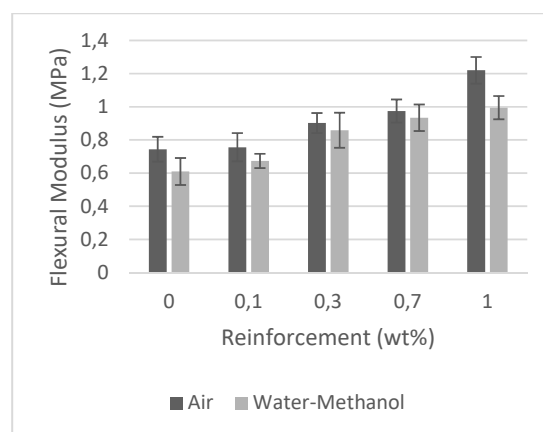 Flexural Modulus (MPa)
1,4
1,2
1
0,8
0,6
0,4
0,2
0
0 0,1 0,3 0,7 1
Reinforcement (wt%)
Air Water-Methanol